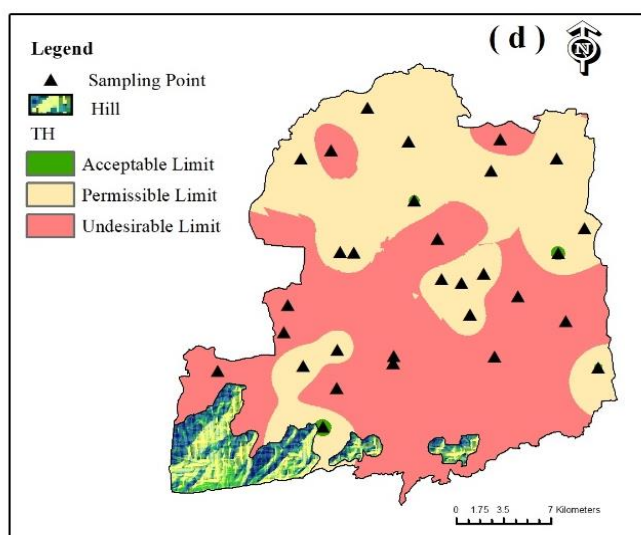 ( d )
N
Legend
Sampling Point
Hill
TH
Acceptable Limit
Permissible Limit
Undesirable Limit
0 1.75 3.5 7 Kilometers